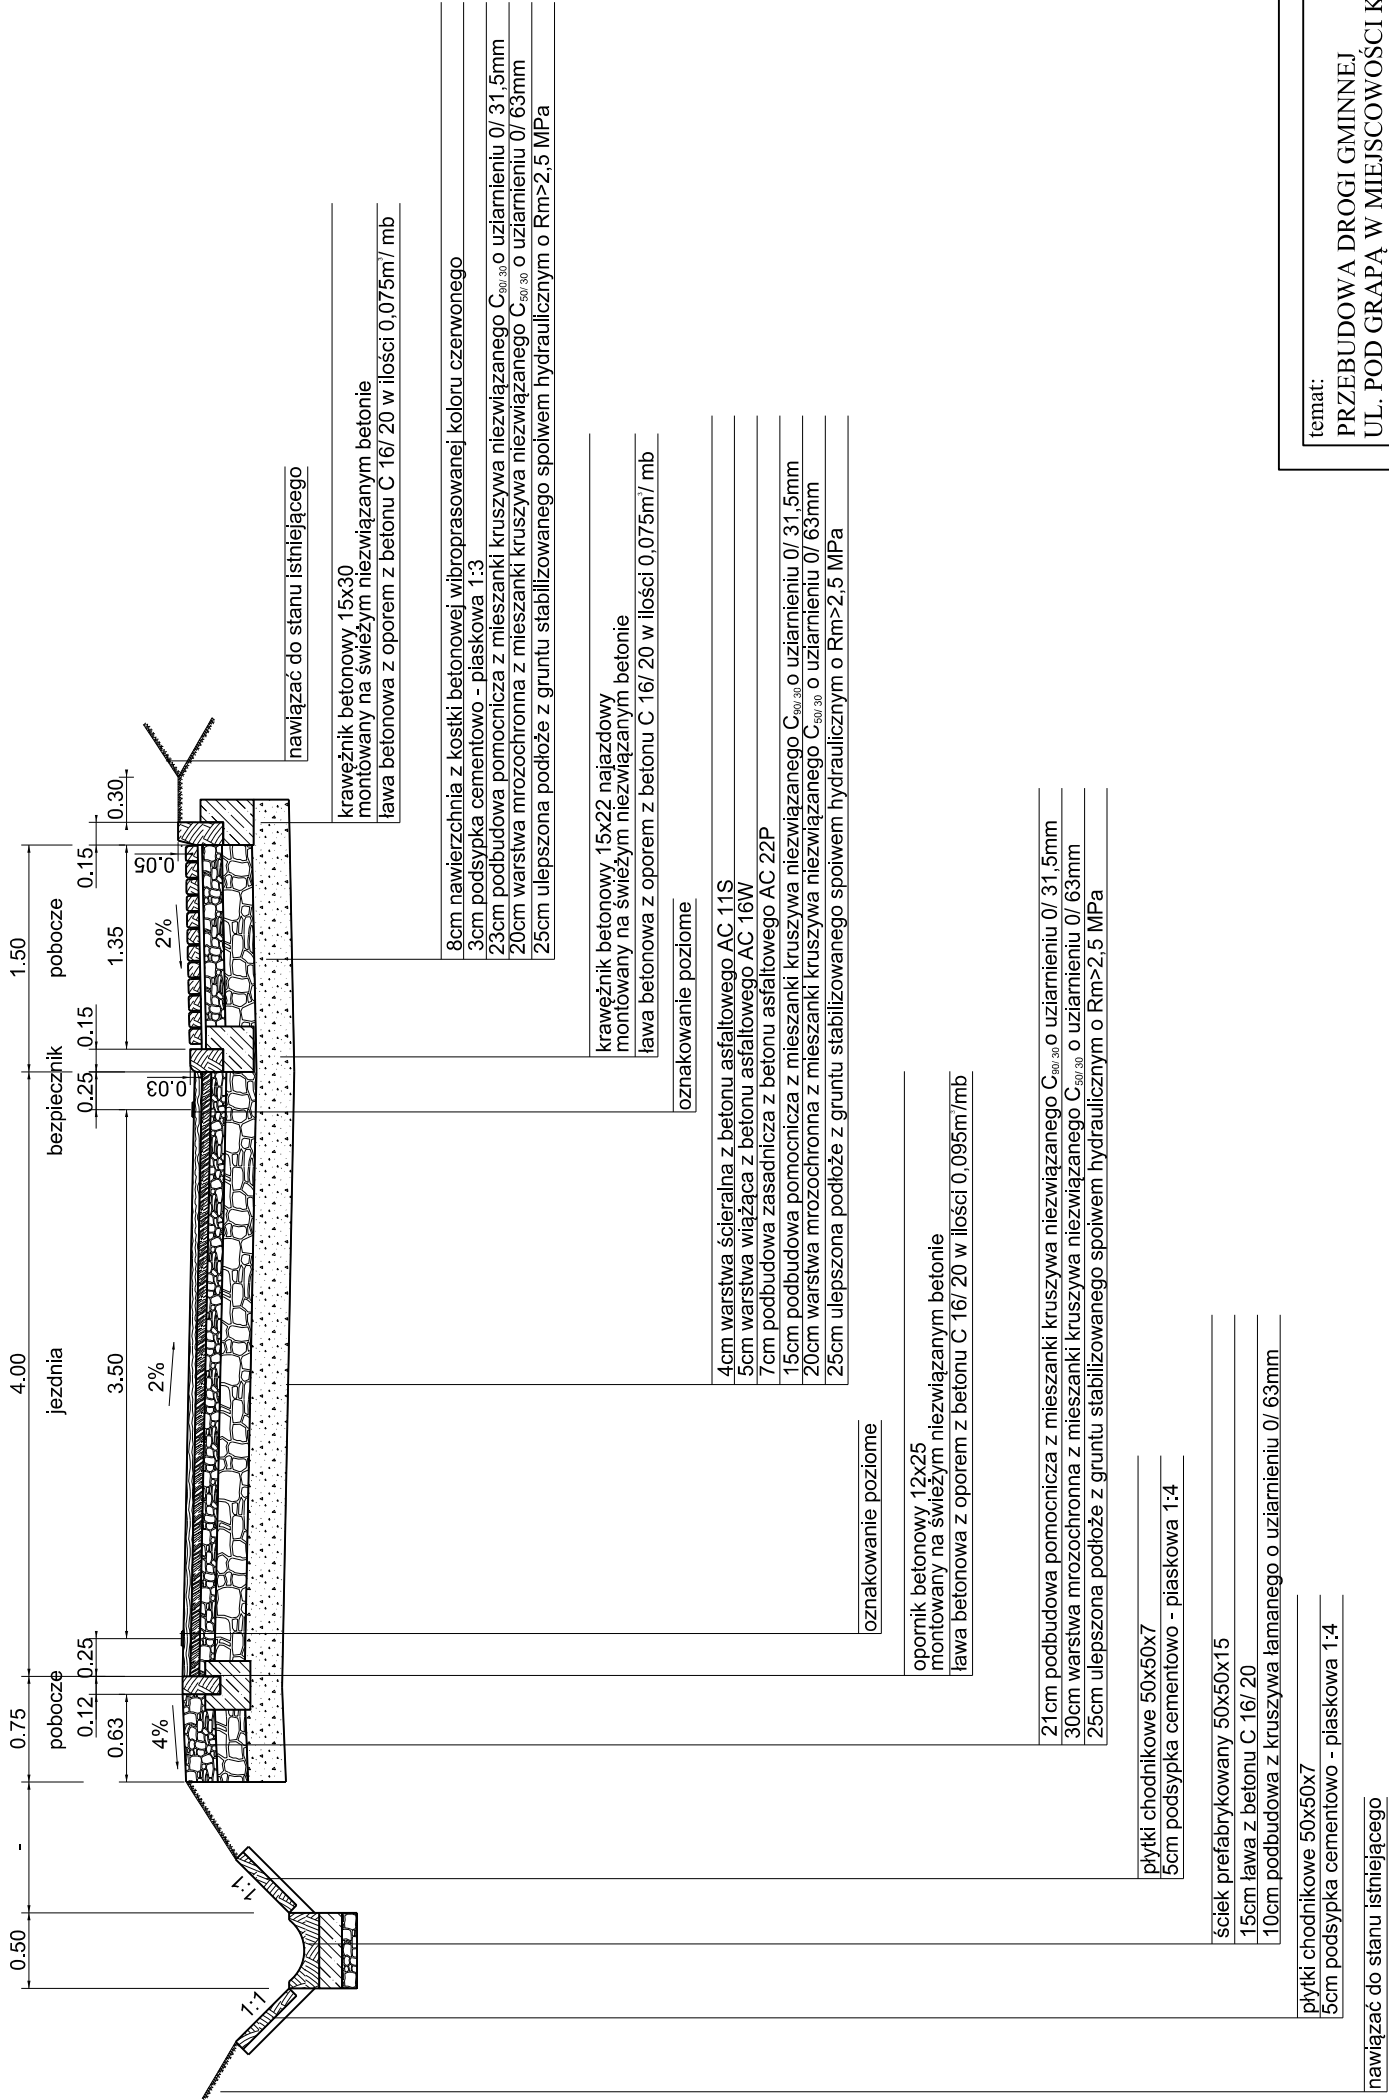 0.50
-
0.75
4.00
1.50
pobocze
jezdnia
bezpiecznik
pobocze
0.12
0.25
0.25
0.15
0.15
0.30
0.63
3.50
1.35
4%
2%
2%
0.03
0.05
1:1
1:1
nawiązać do stanu istniejącego
krawężnik betonowy 15x30
montowany na świeżym niezwiązanym betonie
ława betonowa z oporem z betonu C 16/ 20 w ilości 0,075m³/ mb
8cm nawierzchnia z kostki betonowej wibroprasowanej koloru czerwonego
3cm podsypka cementowo - piaskowa 1:3
23cm podbudowa pomocnicza z mieszanki kruszywa niezwiązanego C90/ 30 o uziarnieniu 0/ 31,5mm
20cm warstwa mrozochronna z mieszanki kruszywa niezwiązanego C50/ 30 o uziarnieniu 0/ 63mm
25cm ulepszona podłoże z gruntu stabilizowanego spoiwem hydraulicznym o Rm>2,5 MPa
krawężnik betonowy 15x22 najazdowy
montowany na świeżym niezwiązanym betonie
ława betonowa z oporem z betonu C 16/ 20 w ilości 0,075m³/ mb
oznakowanie poziome
4cm warstwa ścieralna z betonu asfaltowego AC 11S
5cm warstwa wiążąca z betonu asfaltowego AC 16W
7cm podbudowa zasadnicza z betonu asfaltowego AC 22P
15cm podbudowa pomocnicza z mieszanki kruszywa niezwiązanego C90/ 30 o uziarnieniu 0/ 31,5mm
20cm warstwa mrozochronna z mieszanki kruszywa niezwiązanego C50/ 30 o uziarnieniu 0/ 63mm
25cm ulepszona podłoże z gruntu stabilizowanego spoiwem hydraulicznym o Rm>2,5 MPa
oznakowanie poziome
opornik betonowy 12x25
montowany na świeżym niezwiązanym betonie
ława betonowa z oporem z betonu C 16/ 20 w ilości 0,095m³/mb
21cm podbudowa pomocnicza z mieszanki kruszywa niezwiązanego C90/ 30 o uziarnieniu 0/ 31,5mm
30cm warstwa mrozochronna z mieszanki kruszywa niezwiązanego C50/ 30 o uziarnieniu 0/ 63mm
25cm ulepszona podłoże z gruntu stabilizowanego spoiwem hydraulicznym o Rm>2,5 MPa
płytki chodnikowe 50x50x7
5cm podsypka cementowo - piaskowa 1:4
ściek prefabrykowany 50x50x15
15cm ława z betonu C 16/ 20
10cm podbudowa z kruszywa łamanego o uziarnieniu 0/ 63mm
płytki chodnikowe 50x50x7
5cm podsypka cementowo - piaskowa 1:4
nawiązać do stanu istniejącego
temat:
PRZEBUDOWA DROGI GMINNEJ
UL. POD GRAPĄ W MIEJSCOWOŚCI K